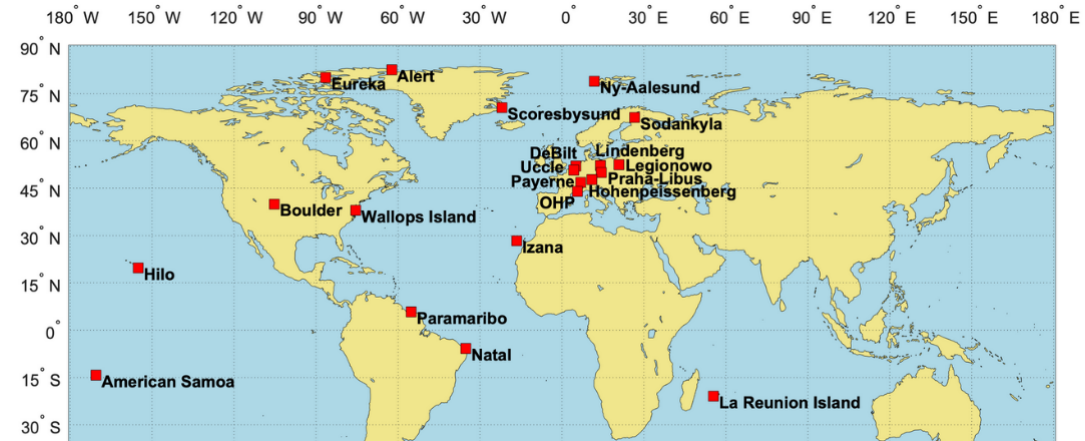 180° W 150° W 120° W 90° W 60° W 30° W 0° 30° E 60° E 90° E 120° E 150° E 180° E
90° N
75° N
60° N
45° N
30° N
15° N
0°
15° S
30° S
Alert
Eureka
Ny-Aalesund
Scoresbysund
Sodankyla
DeBilt
Lindenberg
Uccle
Legionowo
Payerne
Praha-Libus
Hohenpeissenberg
OHP
Boulder
Wallops Island
Izana
Hilo
Paramaribo
Natal
American Samoa
La Reunion Island